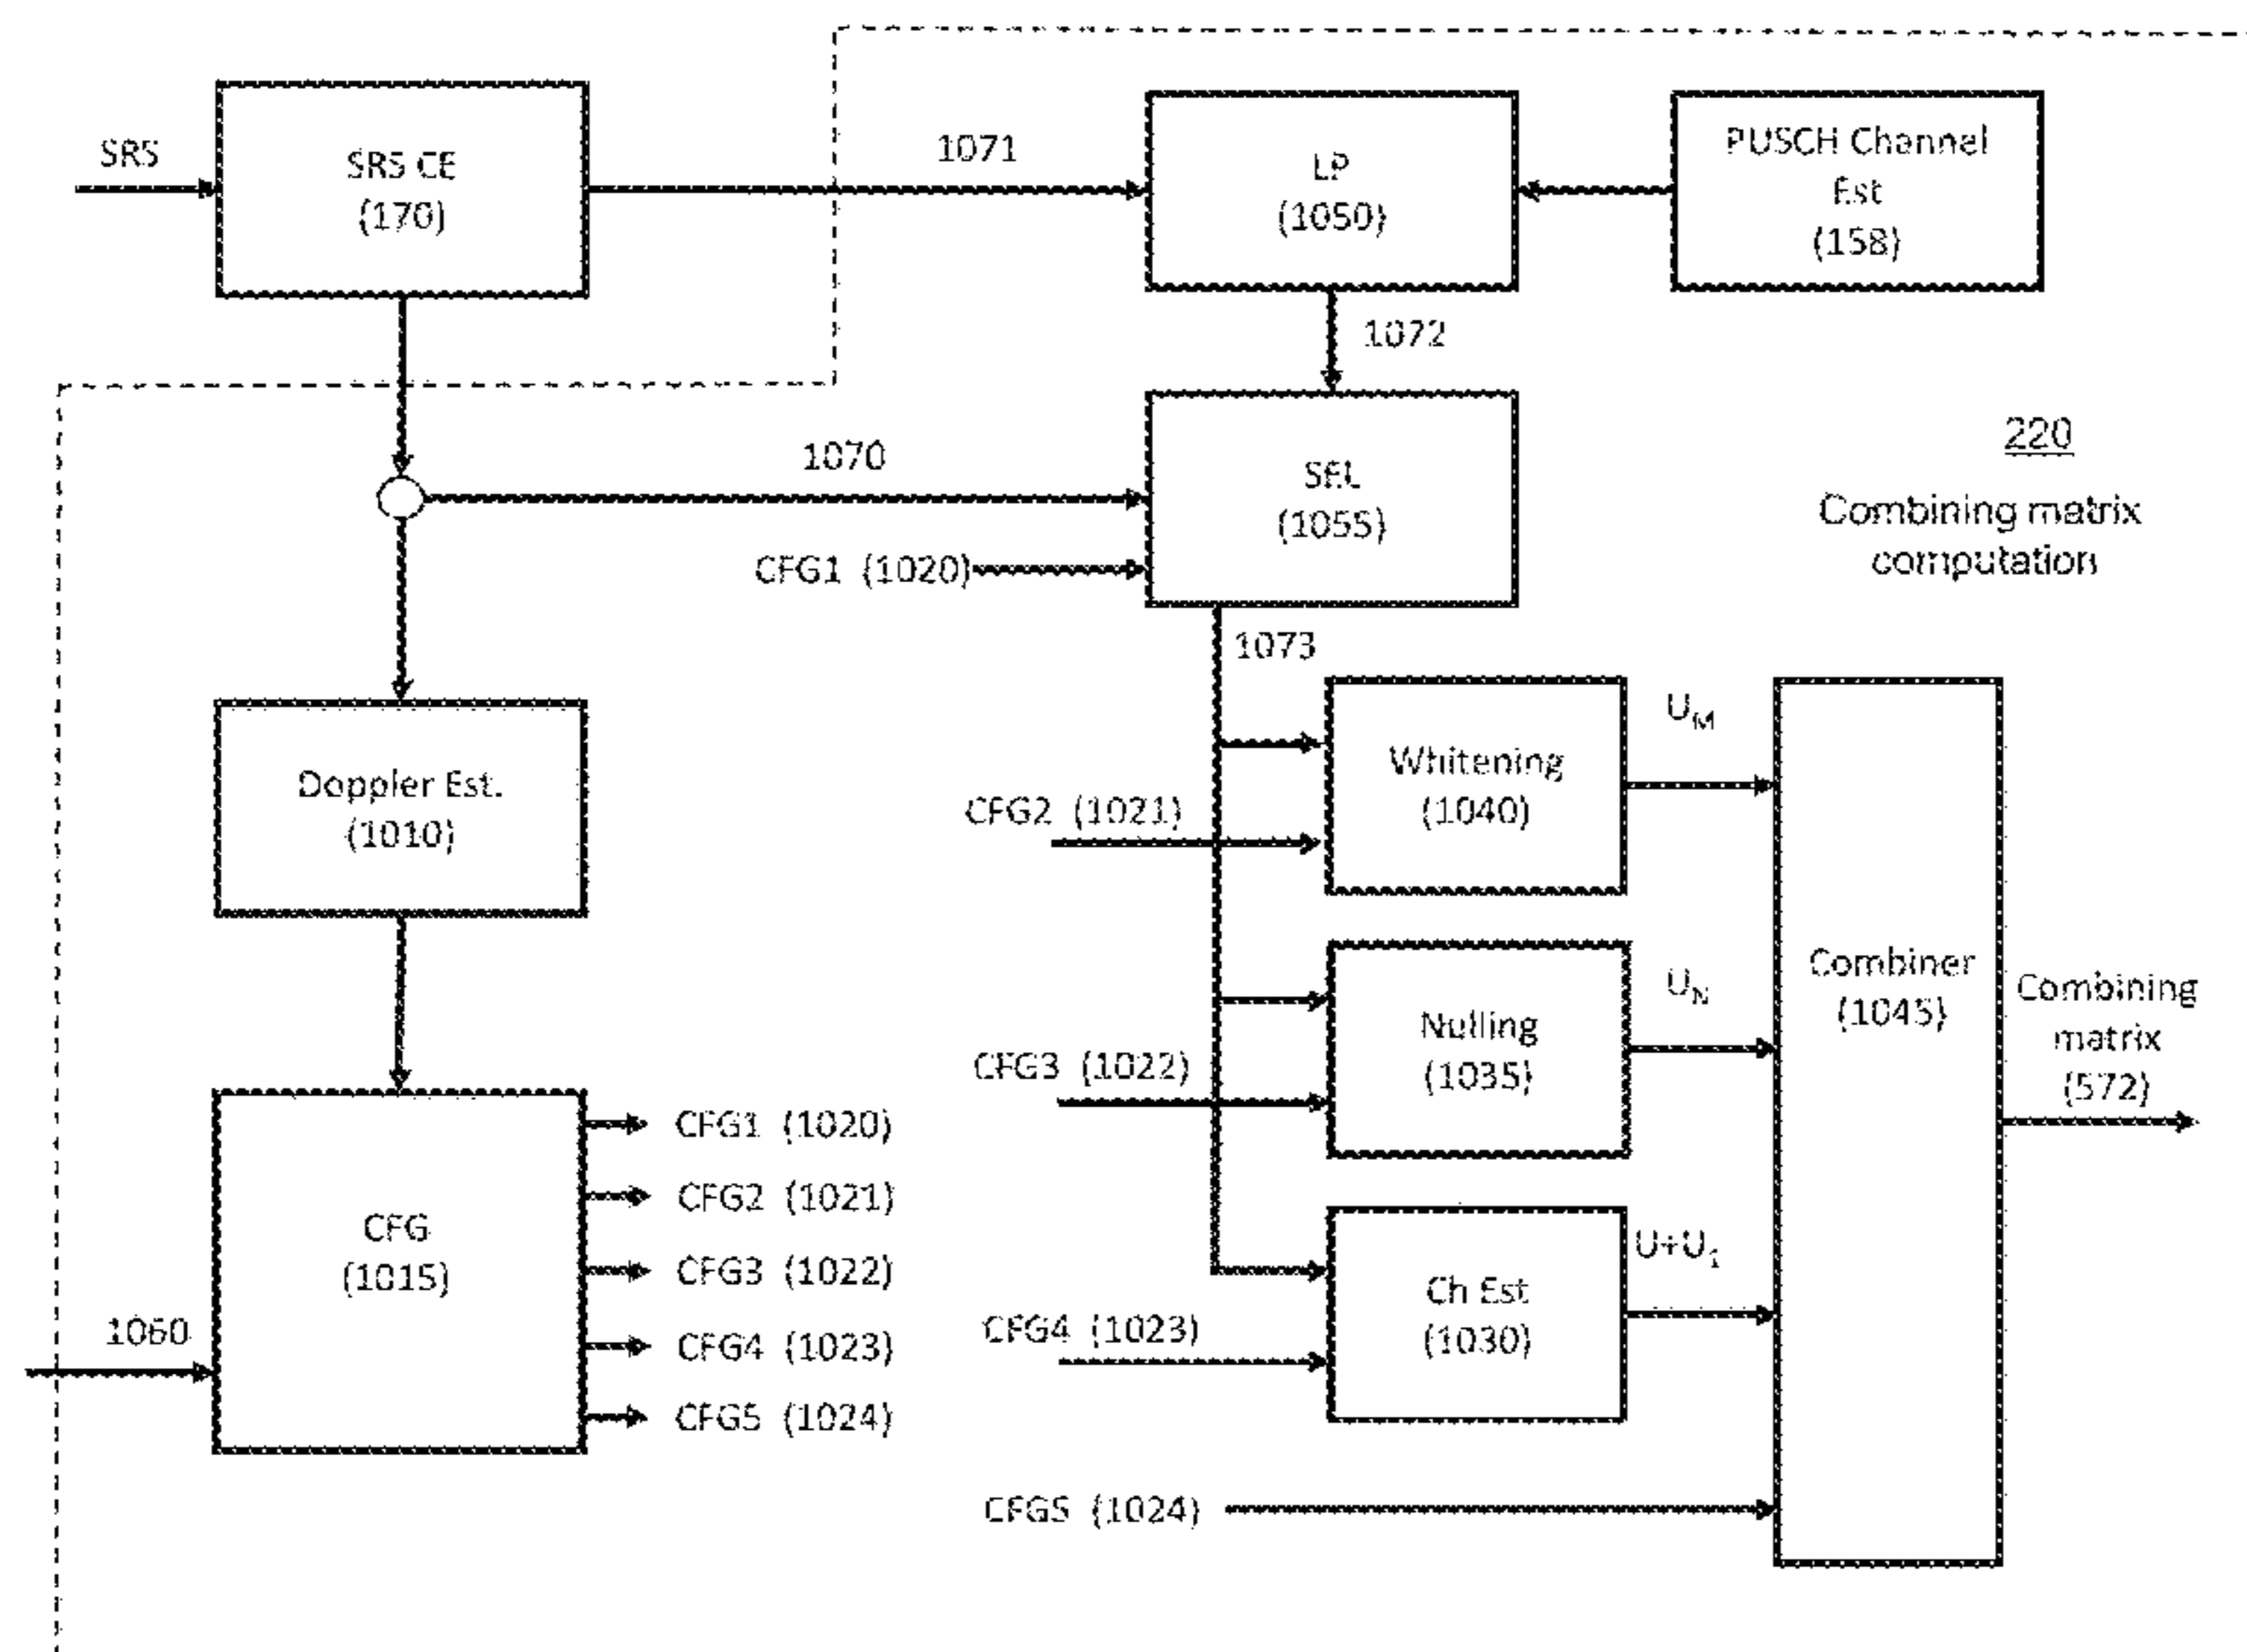 SRS
SRS CE
(170)
1071
LP
(1050)
PUSCH Channel
Est
(158)
1072
1070
SEL
(1055)
CFG1 (1020)
220
Combining matrix
computation
1073
Doppler Est.
(1010)
Whitening
(1040)
U_M
CFG2 (1021)
Nulling
(1035)
U_N
CFG3 (1022)
Combiner
(1045)
Combining
matrix
(572)
CFG
(1015)
1060
CFG1 (1020)
CFG2 (1021)
CFG3 (1022)
CFG4 (1023)
CFG5 (1024)
Ch Est
(1030)
U+U_1
CFG4 (1023)
CFG5 (1024)